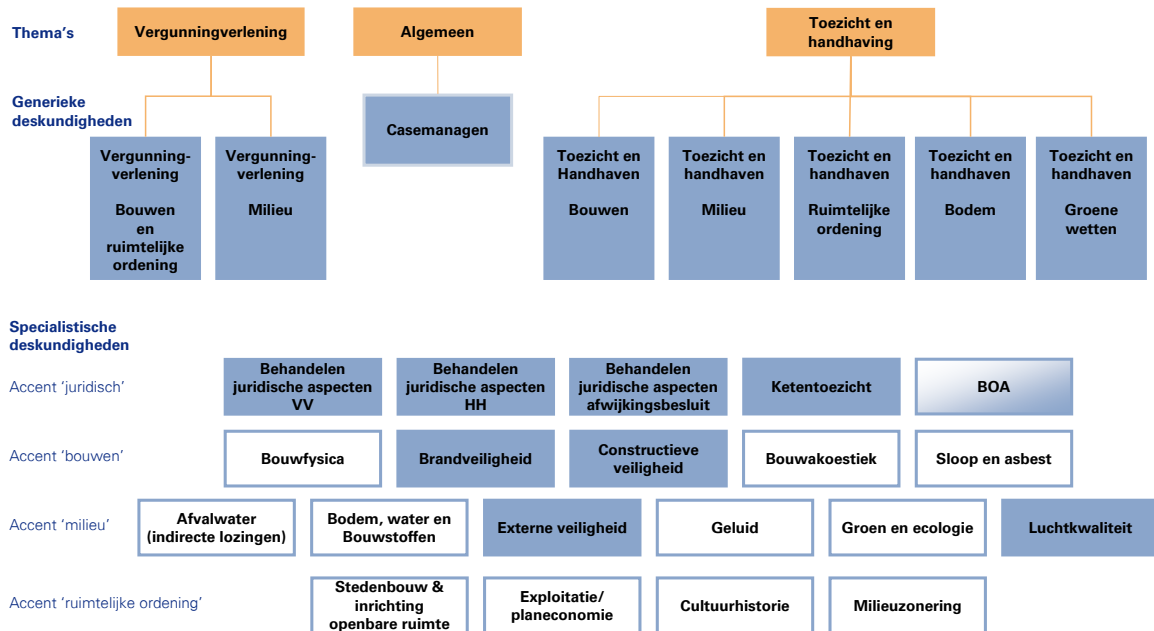 Thema's
Vergunningverlening
Algemeen
Toezicht en
handhaving
Generieke
deskundigheden
Casemanagen
Vergunning-
verlening
Bouwen
en
ruimtelijke
ordening
Vergunning-
verlening
Milieu
Toezicht en
Handhaven
Bouwen
Toezicht en
handhaven
Milieu
Toezicht en
handhaven
Ruimtelijke
ordening
Toezicht en
handhaven
Bodem
Toezicht en
handhaven
Groene
wetten
Specialistische
deskundigheden
Accent 'juridisch'
Behandelen
juridische aspecten
VV
Behandelen
juridische aspecten
HH
Behandelen
juridische aspecten
afwijkingsbesluit
Ketentoezicht
BOA
Accent 'bouwen'
Bouwfysica
Brandveiligheid
Constructieve
veiligheid
Bouwakoestiek
Sloop en asbest
Accent 'milieu'
Afvalwater
(indirecte lozingen)
Bodem, water en
Bouwstoffen
Externe veiligheid
Geluid
Groen en ecologie
Luchtkwaliteit
Accent 'ruimtelijke ordening'
Stedenbouw &
inrichting
openbare ruimte
Exploitatie/
planeconomie
Cultuurhistorie
Milieuzonering